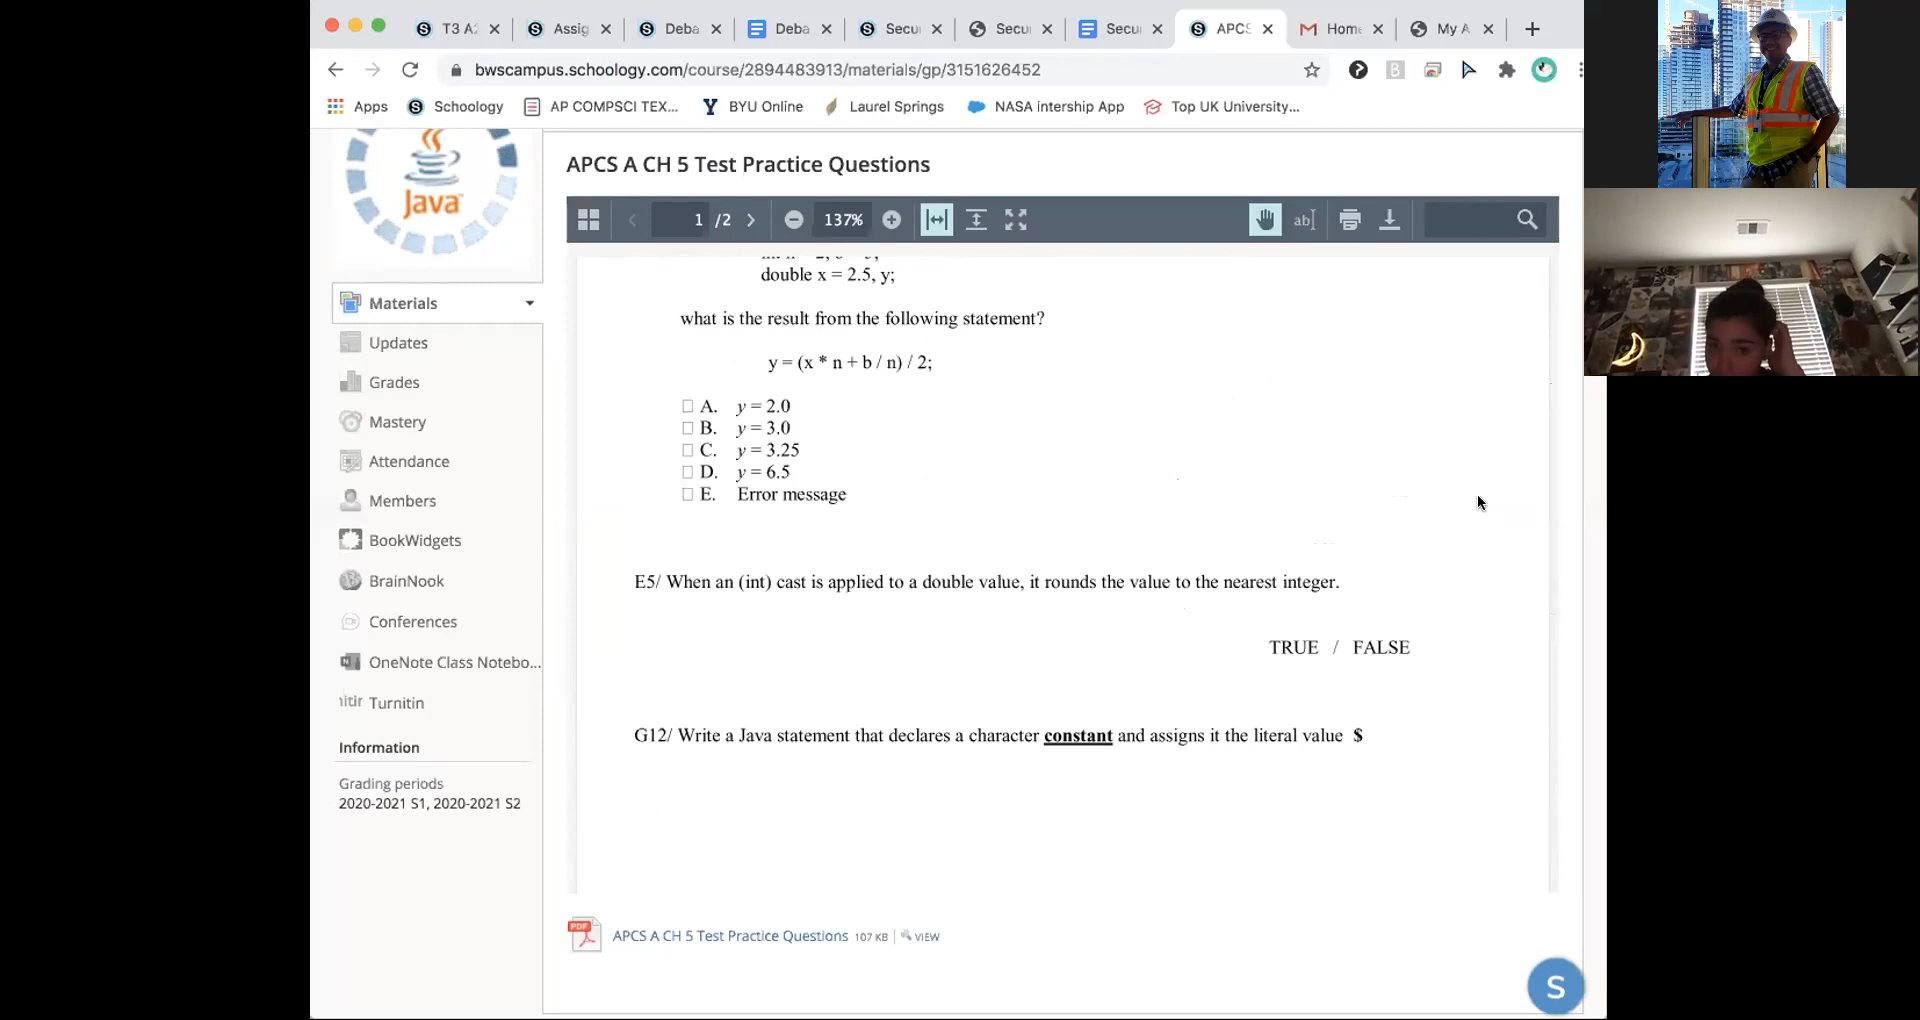 T3 A2
Assig
Deba
Deba
Secu
Secu
Secu
APCS
Home
My A
bwscampus.schoology.com/course/2894483913/materials/gp/3151626452
Apps
Schoology
AP COMPSCI TEX...
BYU Online
Laurel Springs
NASA intership App
Top UK University...
Java
APCS A CH 5 Test Practice Questions
1 /2
137%
ab
double x = 2.5, y;
what is the result from the following statement?
y = (x * n + b / n) / 2;
A. y = 2.0
B. y = 3.0
C. y = 3.25
D. y = 6.5
E. Error message
E5/ When an (int) cast is applied to a double value, it rounds the value to the nearest integer.
TRUE / FALSE
G12/ Write a Java statement that declares a character constant and assigns it the literal value $
Materials
Updates
Grades
Mastery
Attendance
Members
BookWidgets
BrainNook
Conferences
OneNote Class Notebo...
Turnitin
Information
Grading periods
2020-2021 S1, 2020-2021 S2
PDF
APCS A CH 5 Test Practice Questions 107 KB VIEW
S